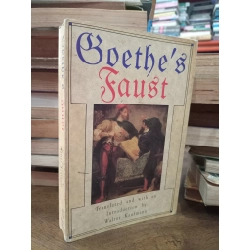 Goethe's
Faust
Translated and with an
Introduction by
Walter Kaufmann